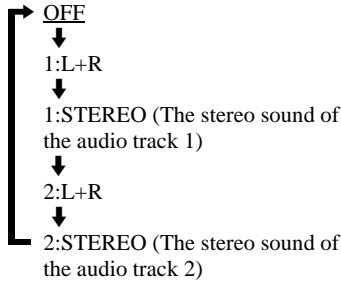 OFF
1:L+R
1:STEREO (The stereo sound of
the audio track 1)
2:L+R
2:STEREO (The stereo sound of
the audio track 2)